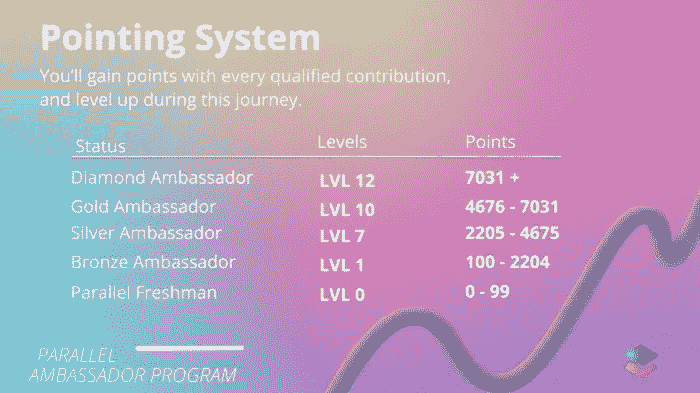 Pointing System
You'll gain points with every qualified contribution,
and level up during this journey.
Status Levels Points
Diamond Ambassador LVL 12 7031 +
Gold Ambassador LVL 10 4676 - 7031
Silver Ambassador LVL 7 2205 - 4675
Bronze Ambassador LVL 1 100 - 2204
Parallel Freshman LVL 0 0 - 99
PARALLEL
AMBASSADOR PROGRAM